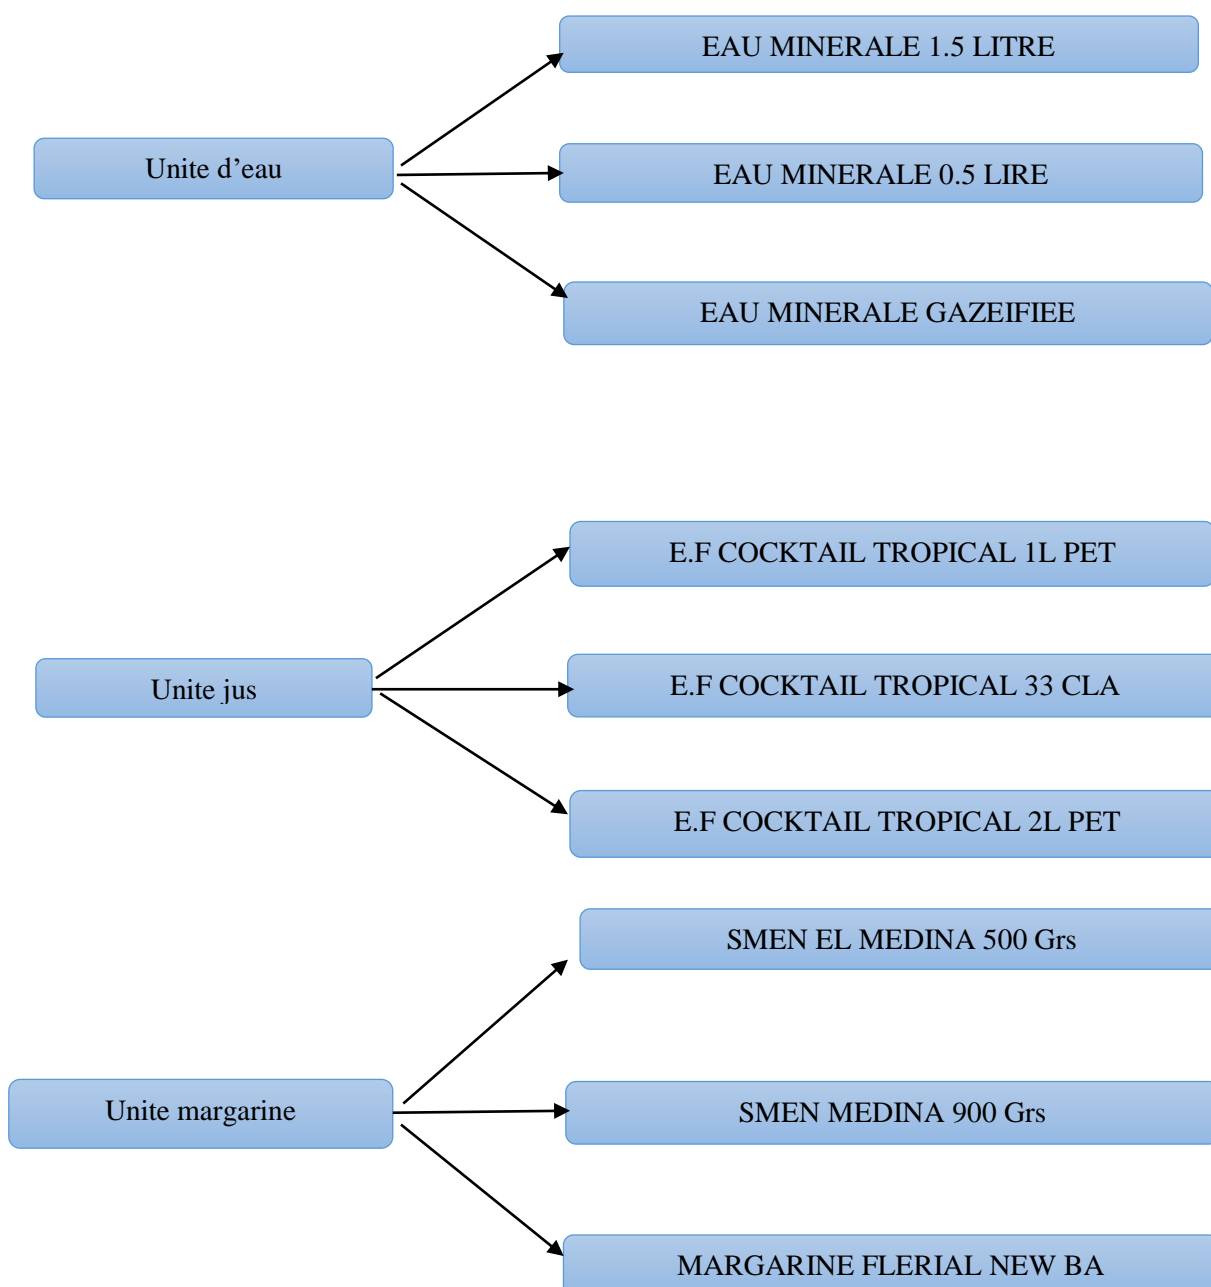 EAU MINERALE 1.5 LITRE
Unite d’eau
EAU MINERALE 0.5 LIRE
EAU MINERALE GAZEIFIEE
E.F COCKTAIL TROPICAL 1L PET
Unite jus
E.F COCKTAIL TROPICAL 33 CLA
E.F COCKTAIL TROPICAL 2L PET
SMEN EL MEDINA 500 Grs
Unite margarine
SMEN MEDINA 900 Grs
MARGARINE FLERIAL NEW BA